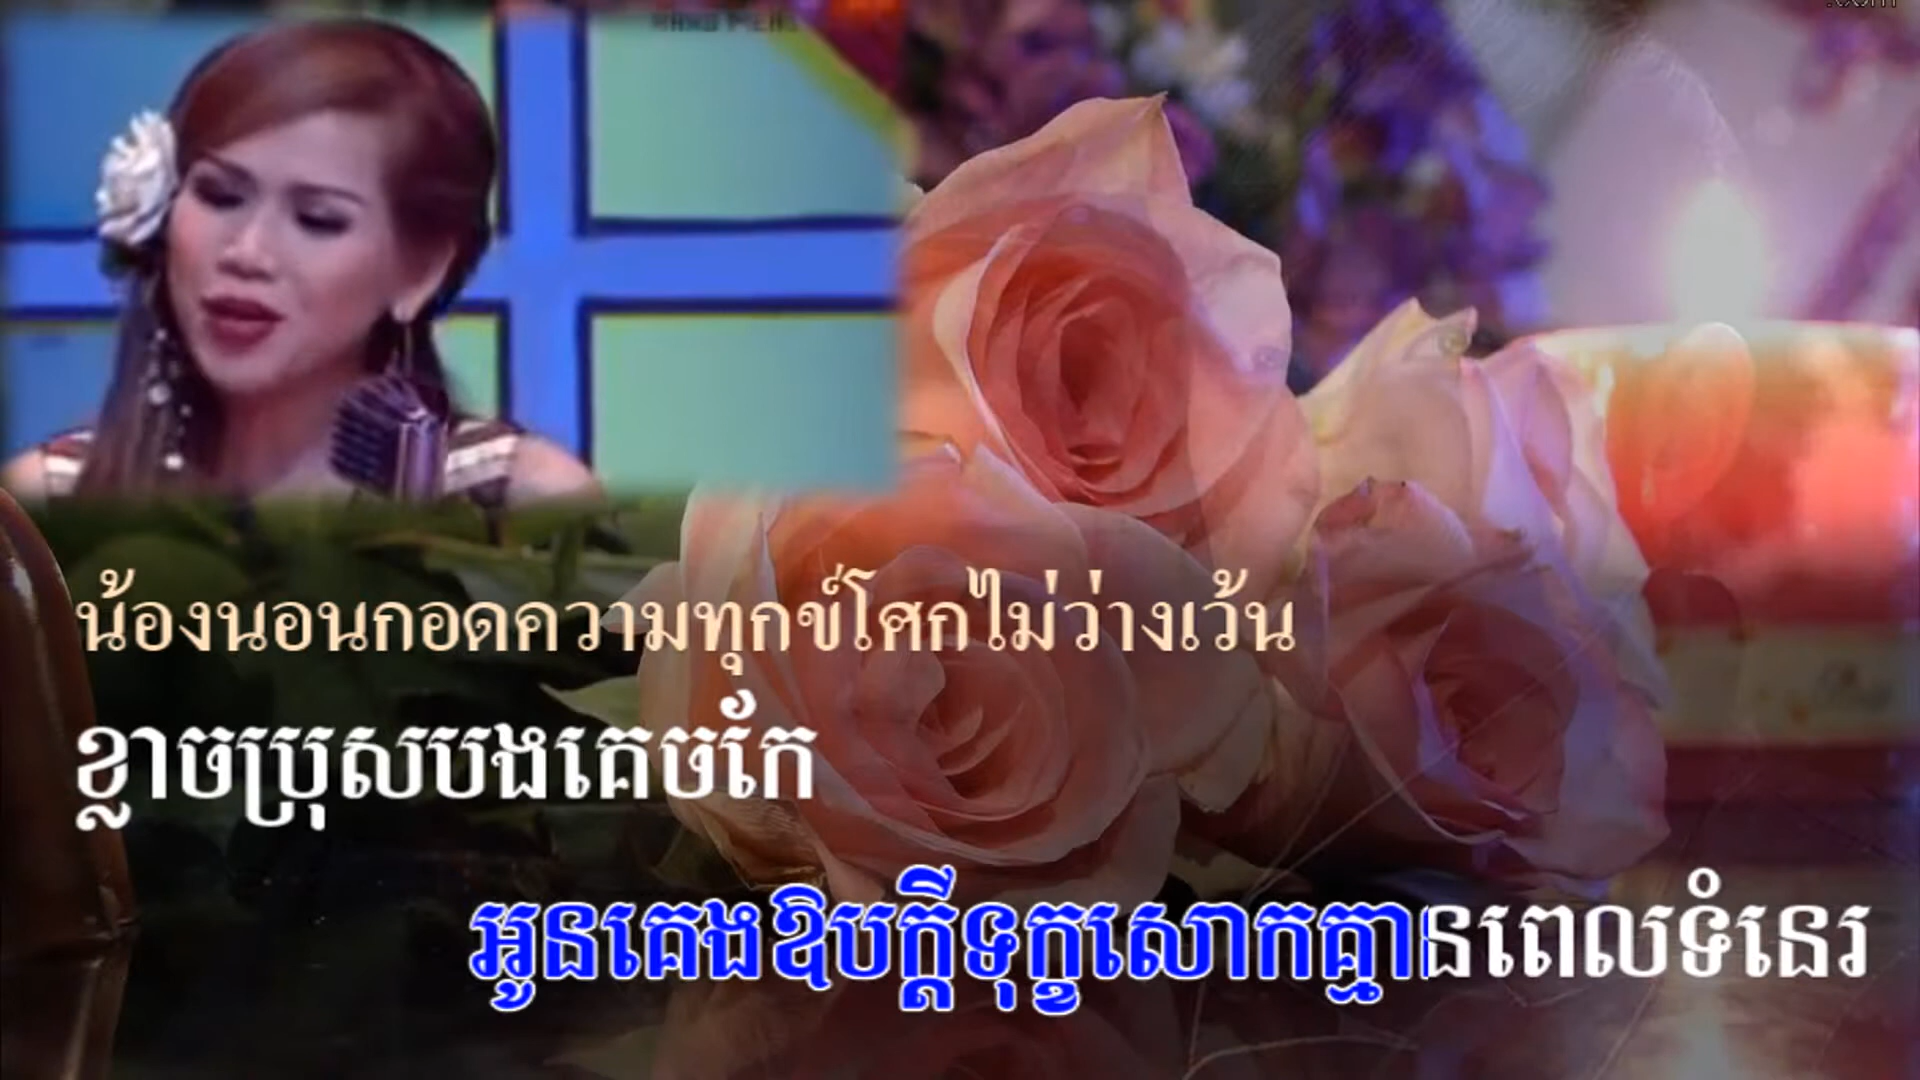 น้องนอนกอดความทุกข์โศกไม่ว่างเว้น
ខ្លាចប្រុសបងគេចកែ
អូនគេងឱបក្ដីទុក្ខសោកគ្មានពេលទំនេរ